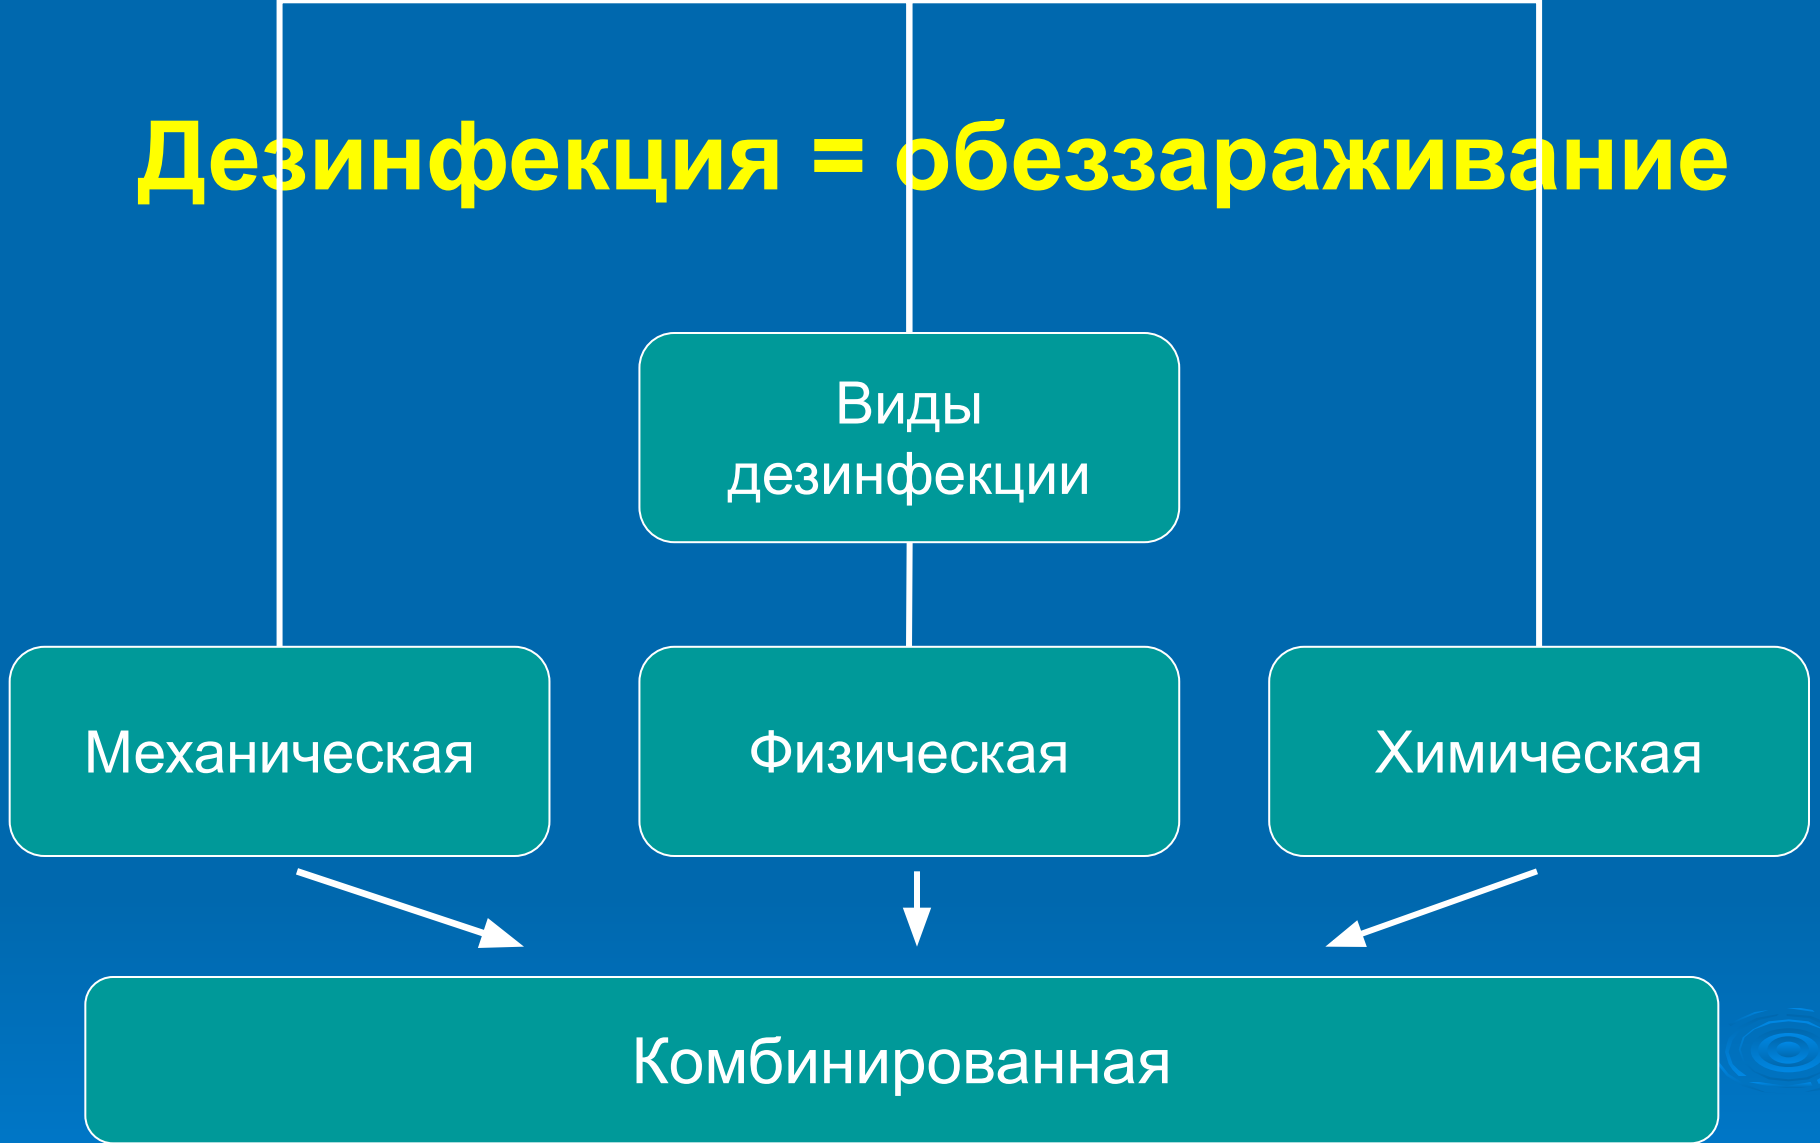 Дезинфекция = обеззараживание
Виды
дезинфекции
Механическая
Физическая
Химическая
Комбинированная